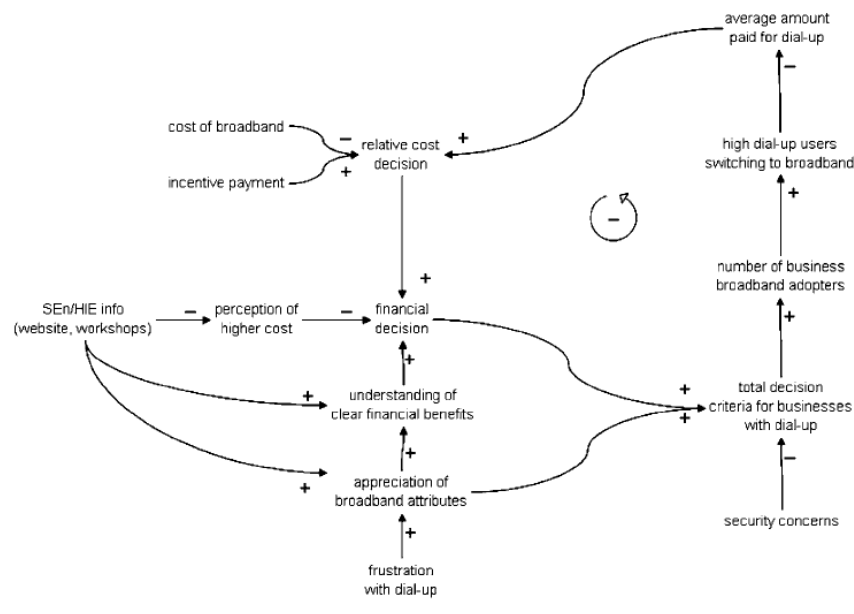 average amount
paid for dial-up
–
cost of broadband
–
+
relative cost
decision
+
incentive payment
high dial-up users
switching to broadband
+
–
number of business
broadband adopters
+
+
SEn/HIE info
(website, workshops)
–
perception of
higher cost
–
financial
decision
+
+
understanding of
clear financial benefits
+
+
total decision
criteria for businesses
with dial-up
+
+
appreciation of
broadband attributes
–
+
security concerns
frustration
with dial-up